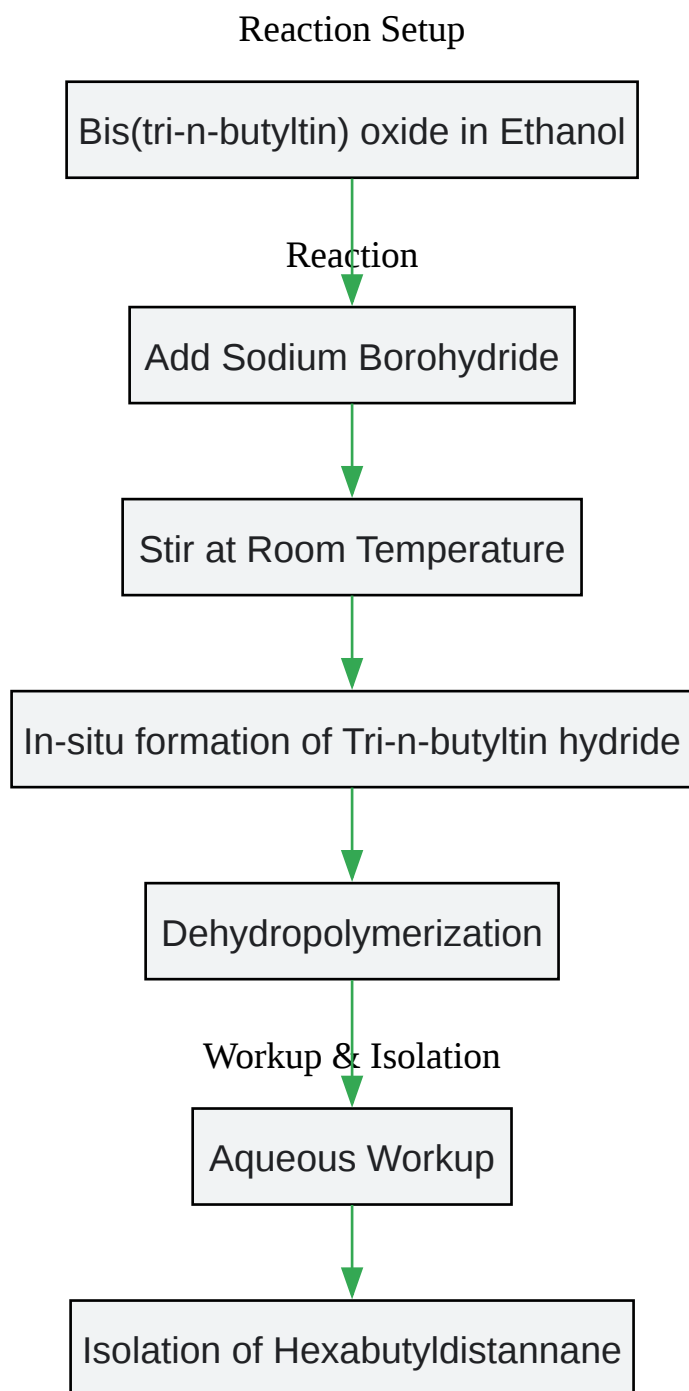 Reaction Setup
Bis(tri-n-butyltin) oxide in Ethanol
Reaction
Add Sodium Borohydride
Stir at Room Temperature
In-situ formation of Tri-n-butyltin hydride
Dehydropolymerization
Workup & Isolation
Aqueous Workup
Isolation of Hexabutyldistannane